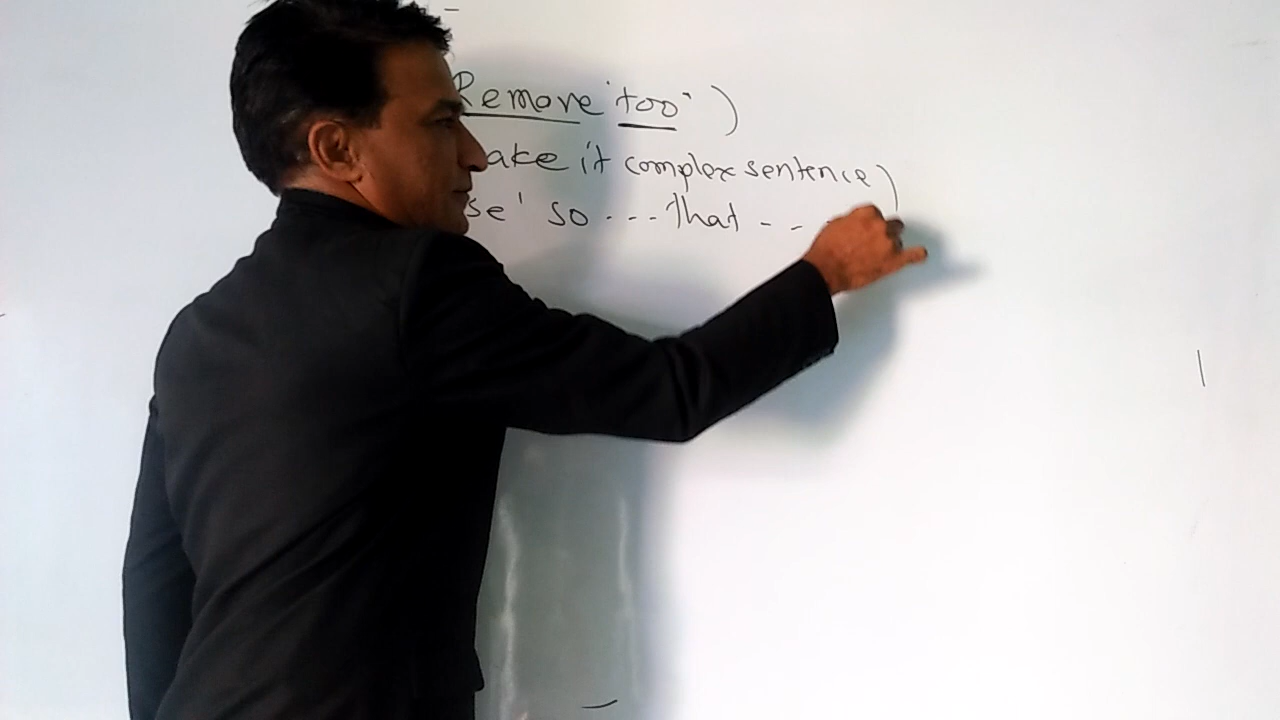 Remove 'too')
ake it complex sentence)
se' so ... that - - -